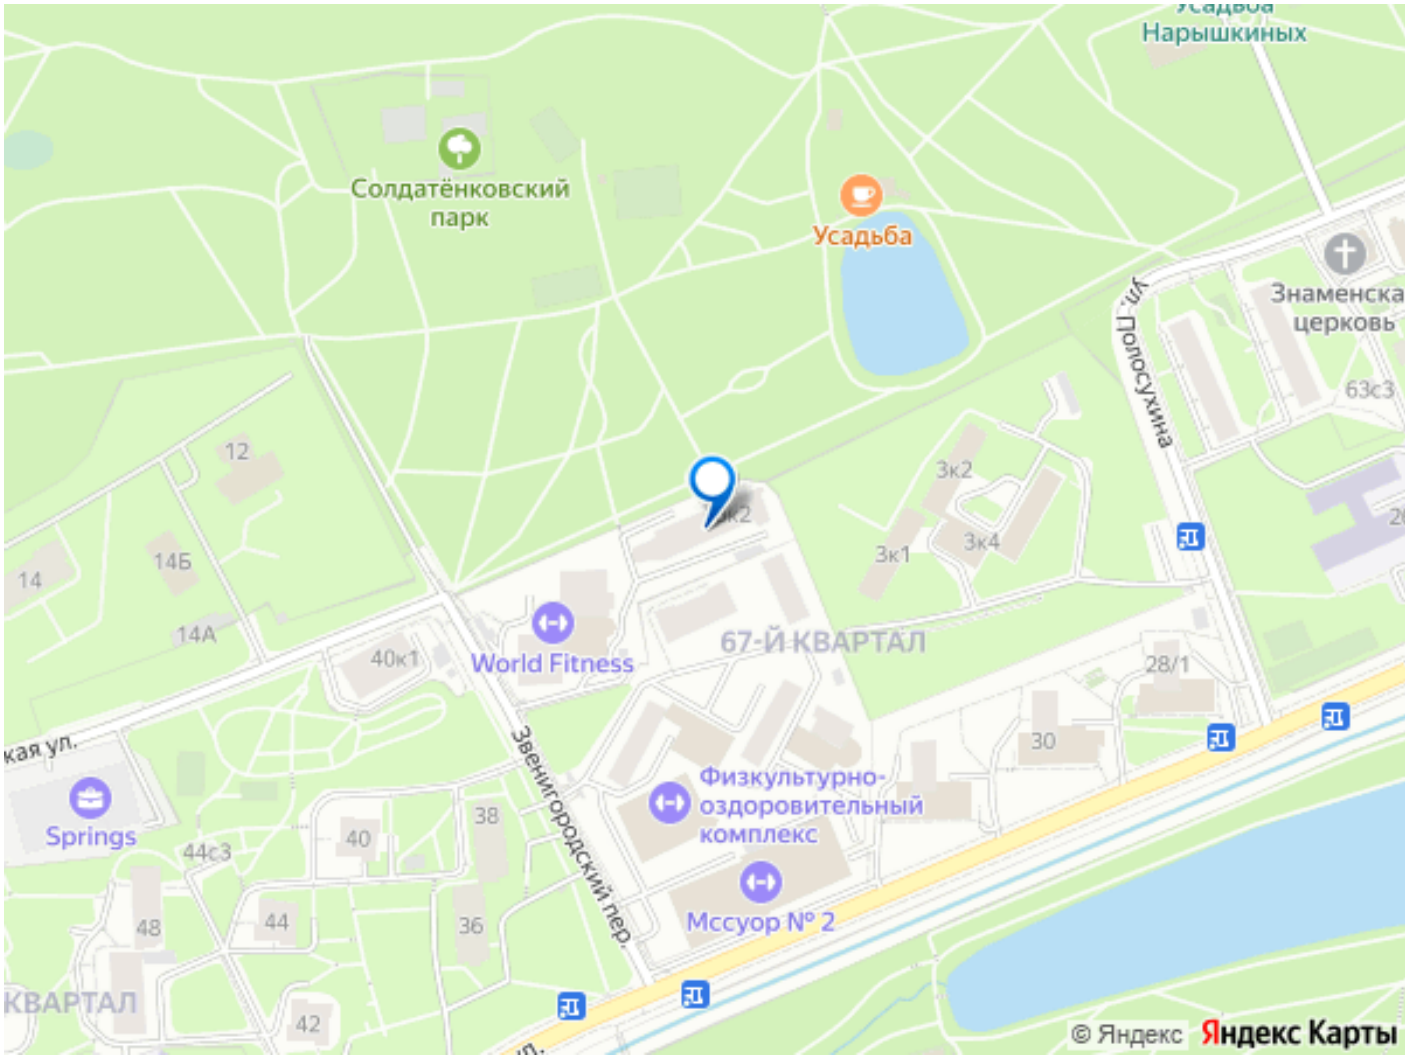 Усадьба
Нарышкиных
Солдатёнковский
парк
Усадьба
ул. Полосухина
Знаменска
церковь
63с3
12
3к2
3к1
3к4
14
14Б
14А
40к1
World Fitness
67-Й КВАРТАЛ
28/1
30
кая ул.
Звенигородский пер.
Springs
Физкультурно-
оздоровительный
комплекс
38
40
44с3
Мссуор № 2
48
44
36
КВАРТАЛ
42
ул.
© Яндекс Яндекс Карты